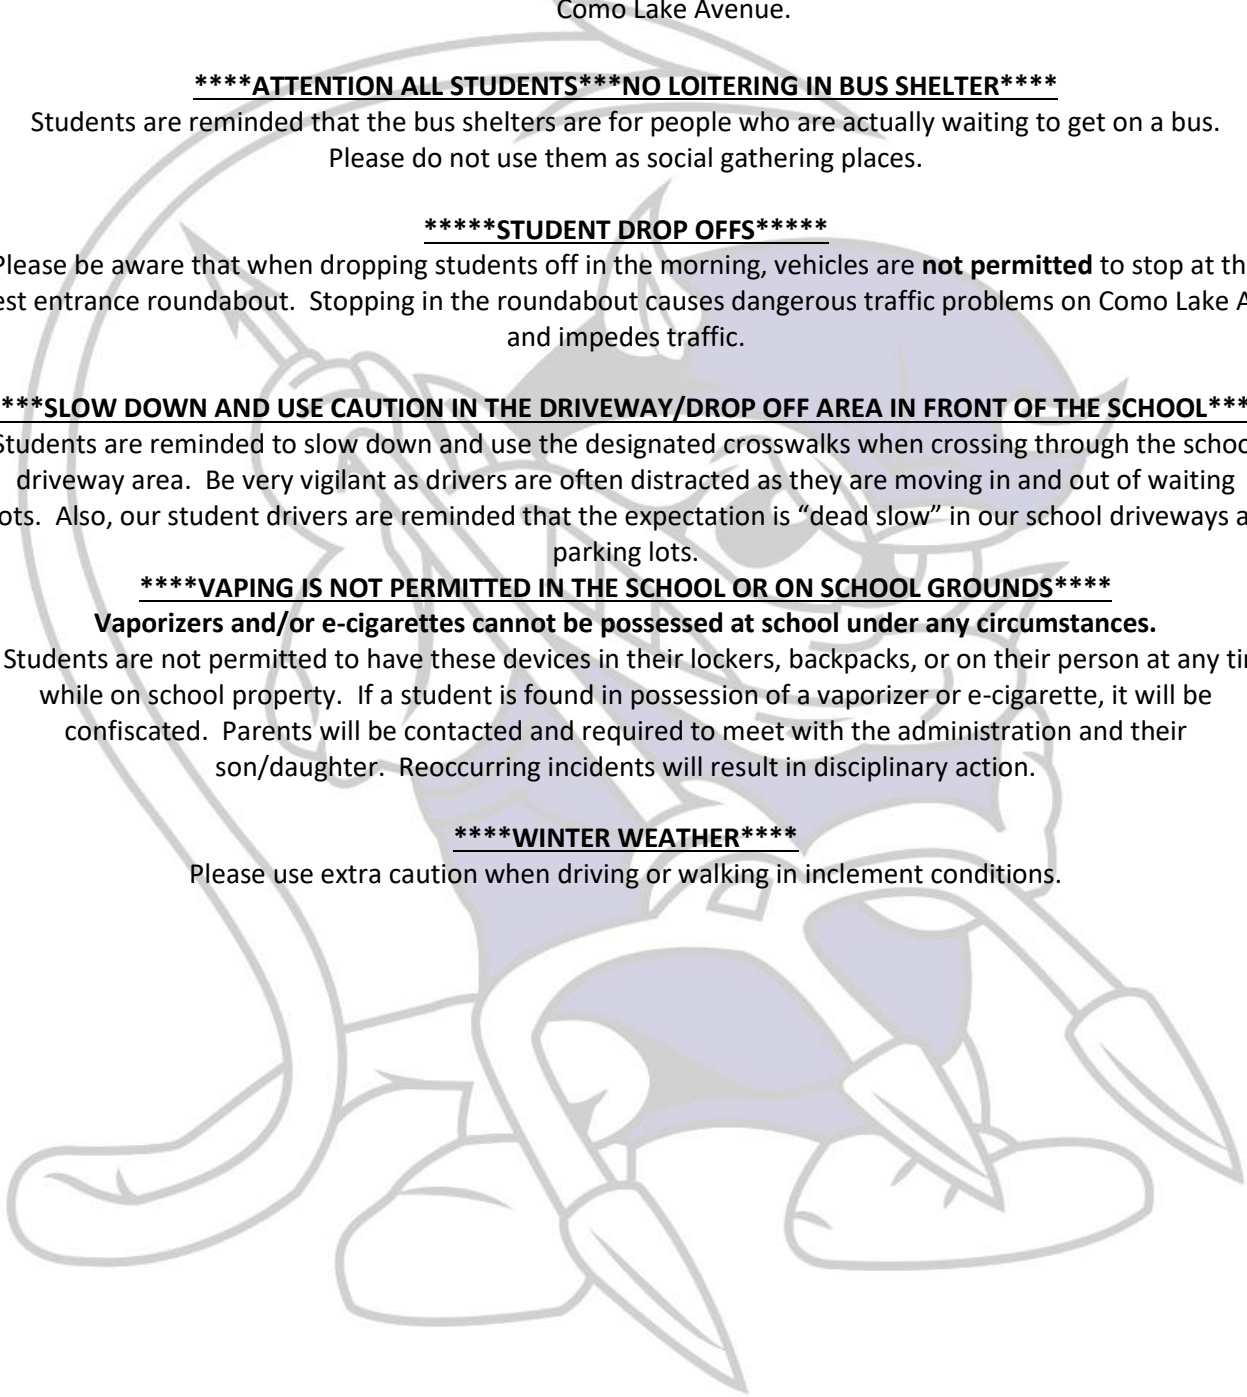 Como Lake Avenue.
****ATTENTION ALL STUDENTS***NO LOITERING IN BUS SHELTER****
Students are reminded that the bus shelters are for people who are actually waiting to get on a bus.
Please do not use them as social gathering places.
*****STUDENT DROP OFFS*****
Please be aware that when dropping students off in the morning, vehicles are not permitted to stop at th
est entrance roundabout. Stopping in the roundabout causes dangerous traffic problems on Como Lake A
and impedes traffic.
***SLOW DOWN AND USE CAUTION IN THE DRIVEWAY/DROP OFF AREA IN FRONT OF THE SCHOOL***
Students are reminded to slow down and use the designated crosswalks when crossing through the schoo
driveway area. Be very vigilant as drivers are often distracted as they are moving in and out of waiting
ots. Also, our student drivers are reminded that the expectation is “dead slow” in our school driveways a
parking lots.
****VAPING IS NOT PERMITTED IN THE SCHOOL OR ON SCHOOL GROUNDS****
Vaporizers and/or e-cigarettes cannot be possessed at school under any circumstances.
Students are not permitted to have these devices in their lockers, backpacks, or on their person at any ti
while on school property. If a student is found in possession of a vaporizer or e-cigarette, it will be
confiscated. Parents will be contacted and required to meet with the administration and their
son/daughter. Reoccurring incidents will result in disciplinary action.
****WINTER WEATHER****
Please use extra caution when driving or walking in inclement conditions.